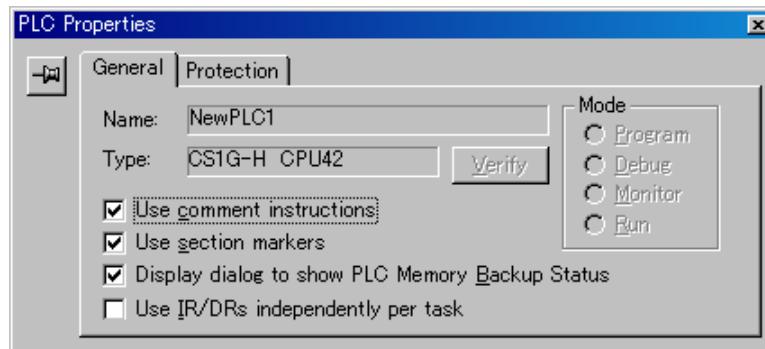 PLC Properties
General Protection
Name: NewPLC1
Type: CS1G-H CPU42 Verify
Mode
Program
Debug
Monitor
Run
Use comment instructions
Use section markers
Display dialog to show PLC Memory Backup Status
Use IR/DRs independently per task